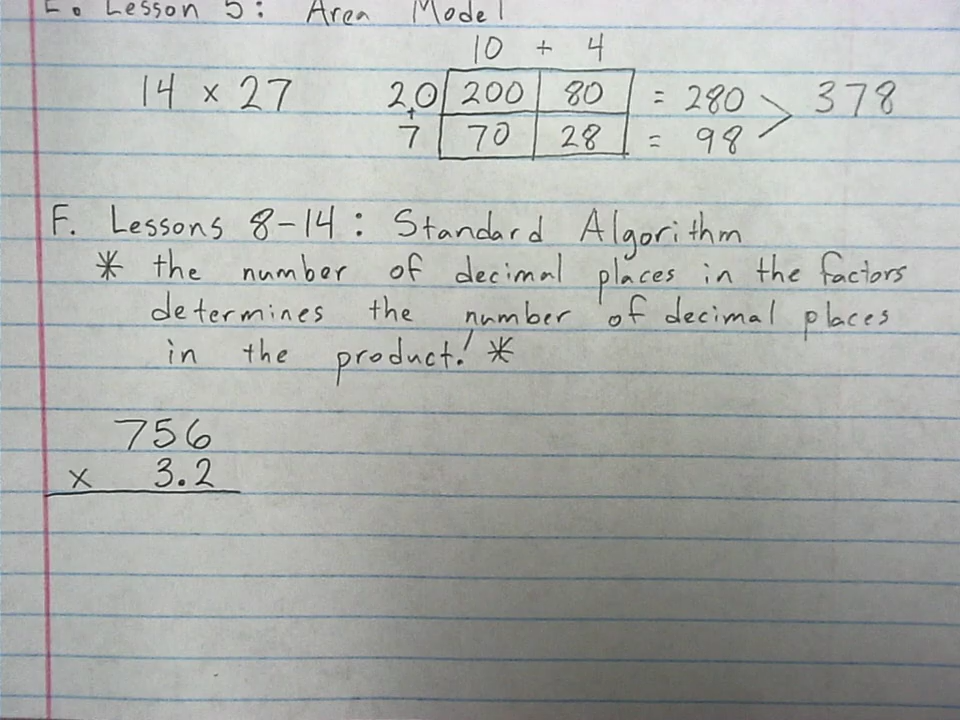 E. Lesson 5: Area Model
10 + 4
14 x 27 20 200 80 = 280 > 378
+
7 70 28 = 98
F. Lessons 8-14: Standard Algorithm
* the number of decimal places in the factors
determines the number of decimal places
in the product! *
756
x 3.2